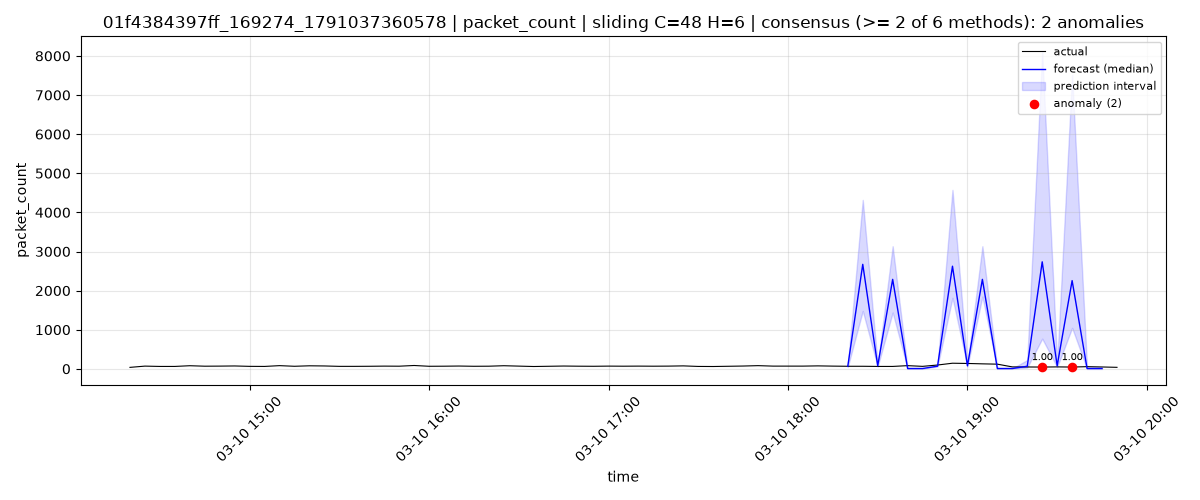 01f4384397ff_169274_1791037360578 | packet_count | sliding C=48 H=6 | consensus (>= 2 of 6 methods): 2 anomalies
packet_count
8000
7000
6000
5000
4000
3000
2000
1000
0
actual
forecast (median)
prediction interval
anomaly (2)
1.00
1.00
03-10 15:00
03-10 16:00
03-10 17:00
03-10 18:00
03-10 19:00
03-10 20:00
time